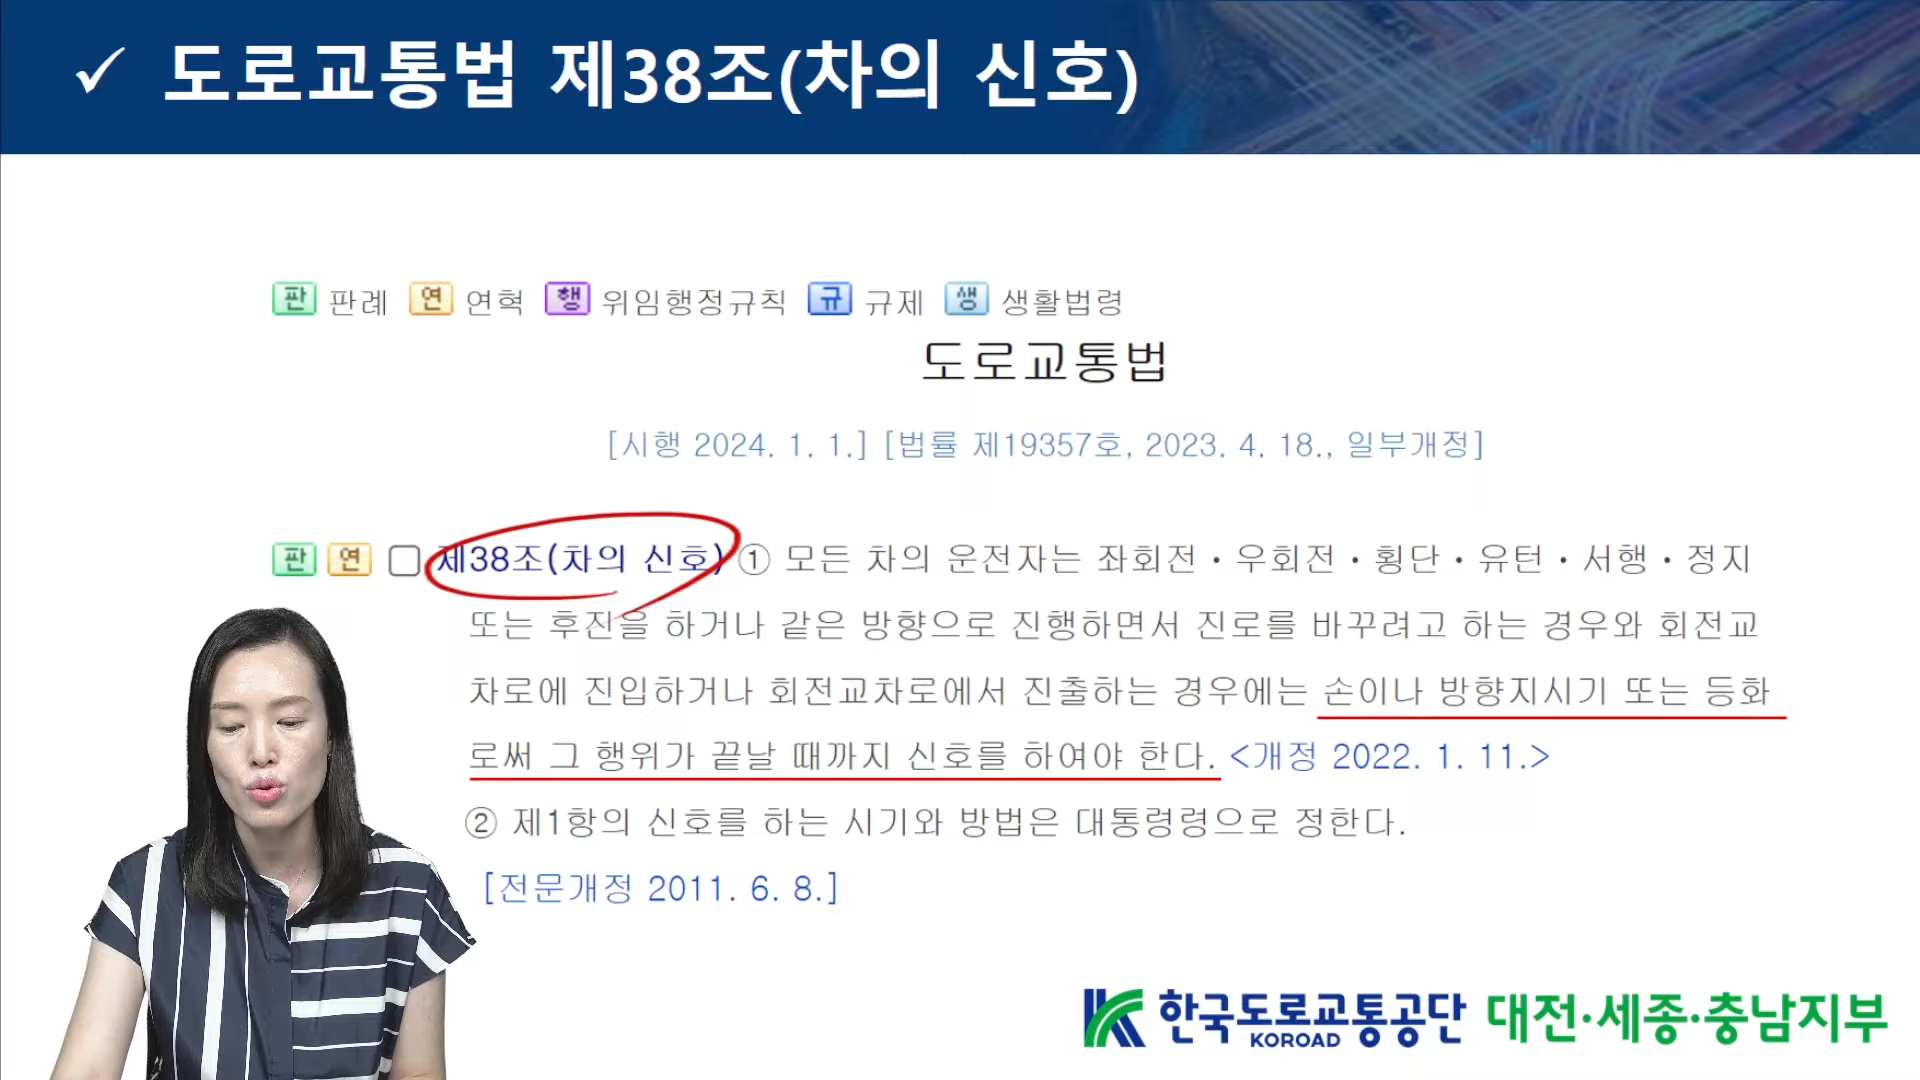 ✓ 도로교통법 제38조(차의 신호)
판 판례 연 연혁 행 위임행정규칙 규 규제 생 생활법령
도로교통법
[시행 2024. 1. 1.] [법률 제19357호, 2023. 4. 18., 일부개정]
판 연 제38조(차의 신호) ① 모든 차의 운전자는 좌회전ㆍ우회전ㆍ횡단ㆍ유턴ㆍ서행ㆍ정지
또는 후진을 하거나 같은 방향으로 진행하면서 진로를 바꾸려고 하는 경우와 회전교
차로에 진입하거나 회전교차로에서 진출하는 경우에는 손이나 방향지시기 또는 등화
로써 그 행위가 끝날 때까지 신호를 하여야 한다. <개정 2022. 1. 11.>
② 제1항의 신호를 하는 시기와 방법은 대통령령으로 정한다.
[전문개정 2011. 6. 8.]
한국도로교통공단 대전·세종·충남지부
KOROAD